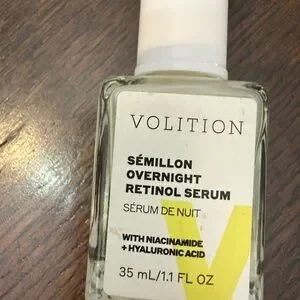 VOLITION
SÉMILLON
OVERNIGHT
RETINOL SERUM
SÉRUM DE NUIT
WITH NIACINAMIDE
+ HYALURONIC ACID
35 mL/1.1 FL OZ